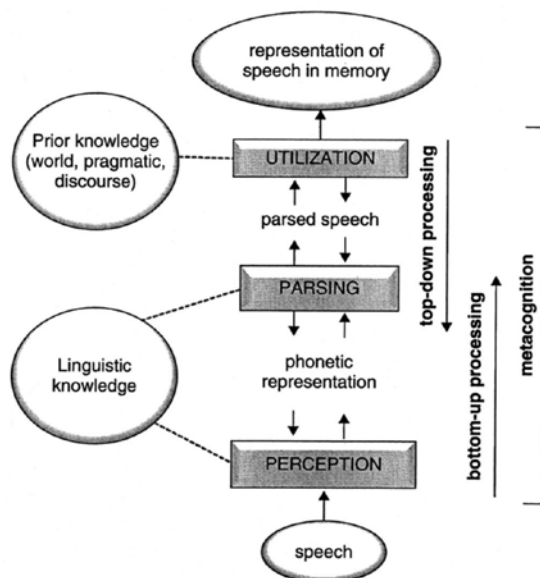 representation of
speech in memory
Prior knowledge
(world, pragmatic,
discourse)
UTILIZATION
parsed speech
PARSING
Linguistic
knowledge
phonetic
representation
PERCEPTION
speech
top-down processing
bottom-up processing
metacognition